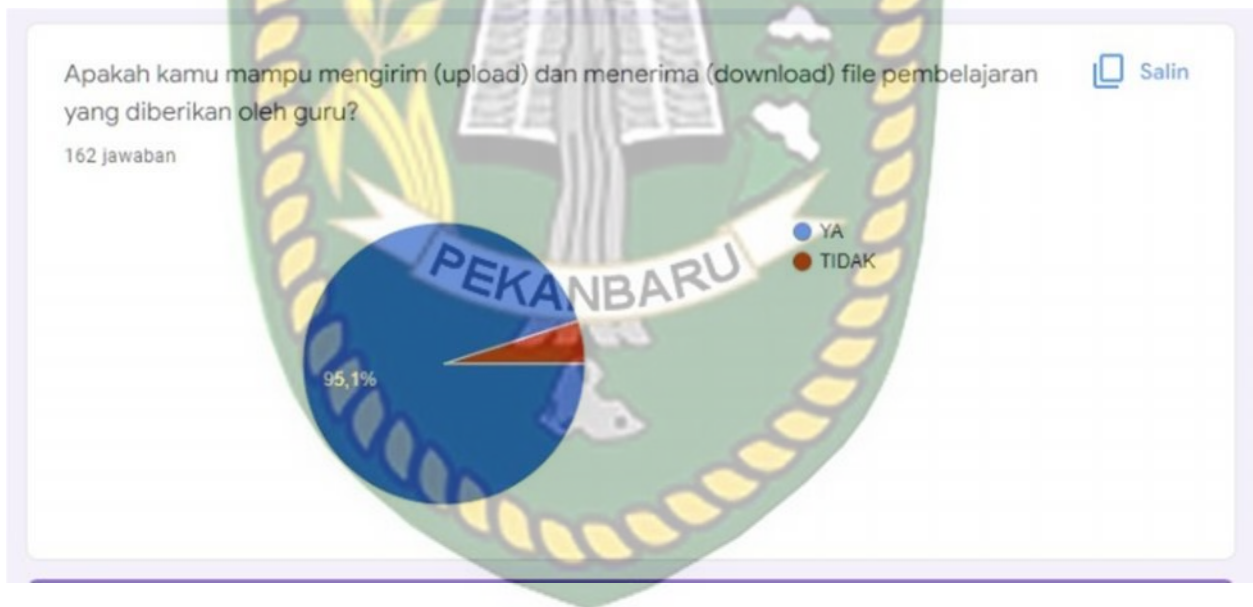 Apakah kamu mampu mengirim (upload) dan menerima (download) file pembelajaran
yang diberikan oleh guru?
Salin
162 jawaban
YA
TIDAK
PEKANBARU
95,1%